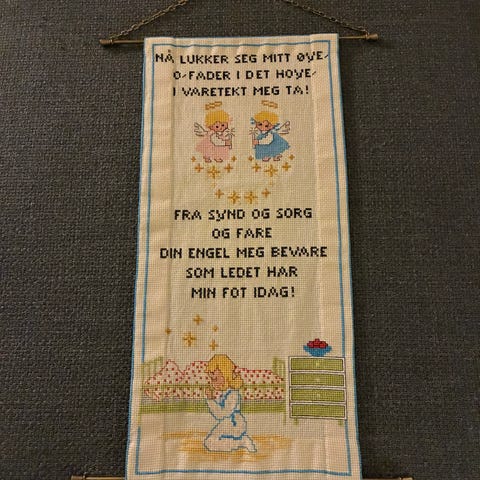 NÅ LUKKER SEG MITT ØYE,
O, FADER I DET HØYE,
I VARETEKT MEG TA!
FRA SYND OG SORG
OG FARE
DIN ENGEL MEG BEVARE
SOM LEDET HAR
MIN FOT IDAG!